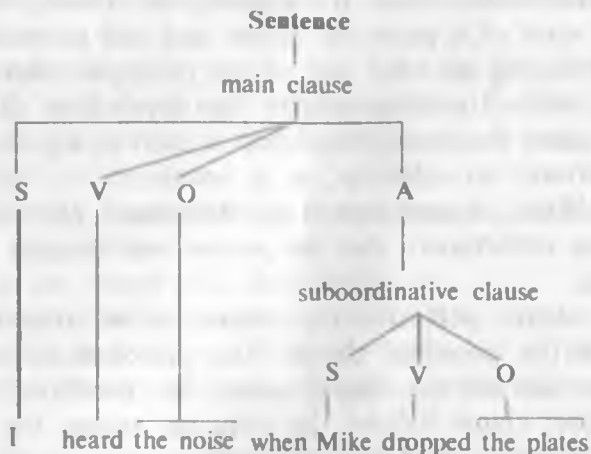 Sentence
main clause
S V O A
suboordinative clause
S V O
I heard the noise when Mike dropped the plates